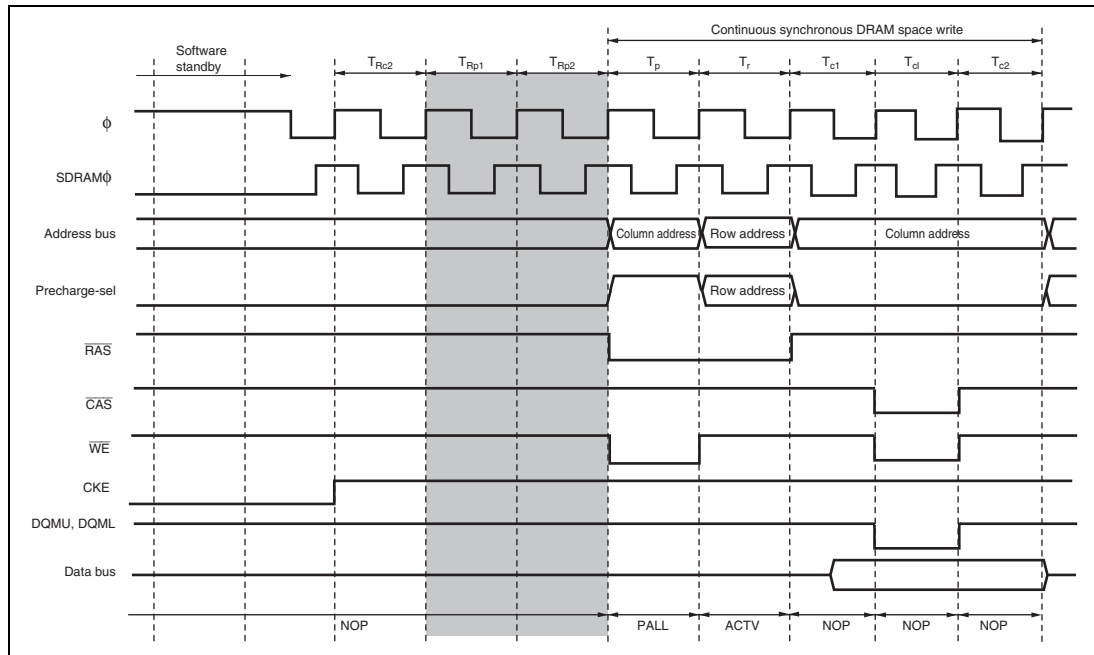 Continuous synchronous DRAM space write
Software
standby
TRc2 TRp1 TRp2 Tp Tr Tc1 Tcl Tc2
ϕ
SDRAMϕ
Address bus Column address Row address Column address
Precharge-sel Row address
RAS
CAS
WE
CKE
DQMU, DQML
Data bus
NOP PALL ACTV NOP NOP NOP